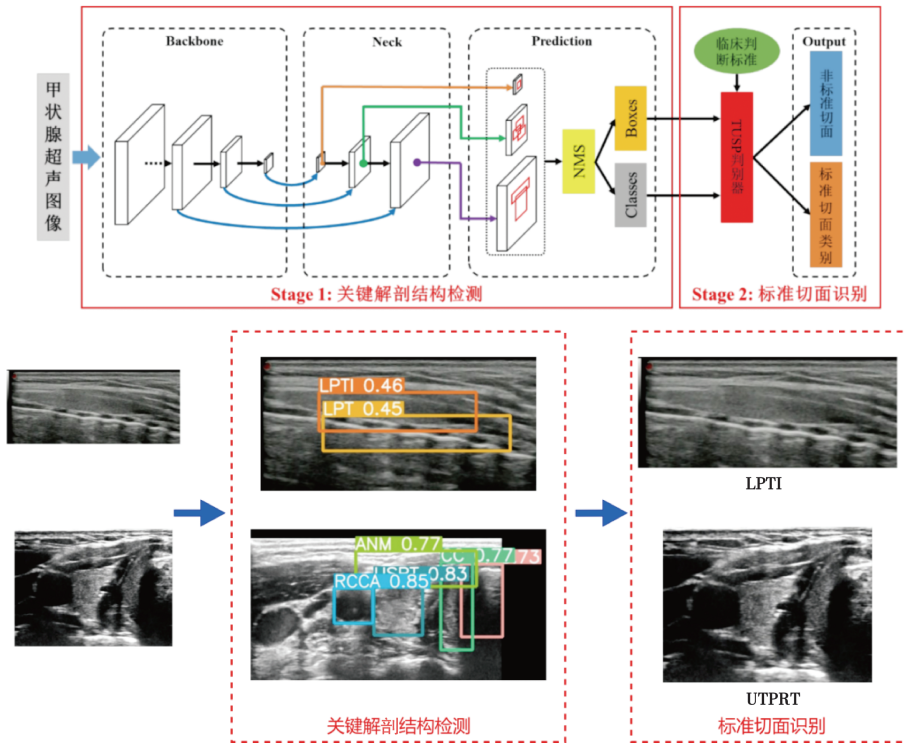 Backbone
Neck
Prediction
Output
甲状腺超声图像
NMS
Boxes
Classes
临床判
断标准
TUSP判别器
非标准切面
标准切面类别
Stage 1: 关键解剖结构检测
Stage 2: 标准切面识别
LPTI 0.46
LPT 0.45
LPTI
ANM 0.77
CC 0.77
73
0.83
RCCA 0.85
UTPRT
关键解剖结构检测
标准切面识别